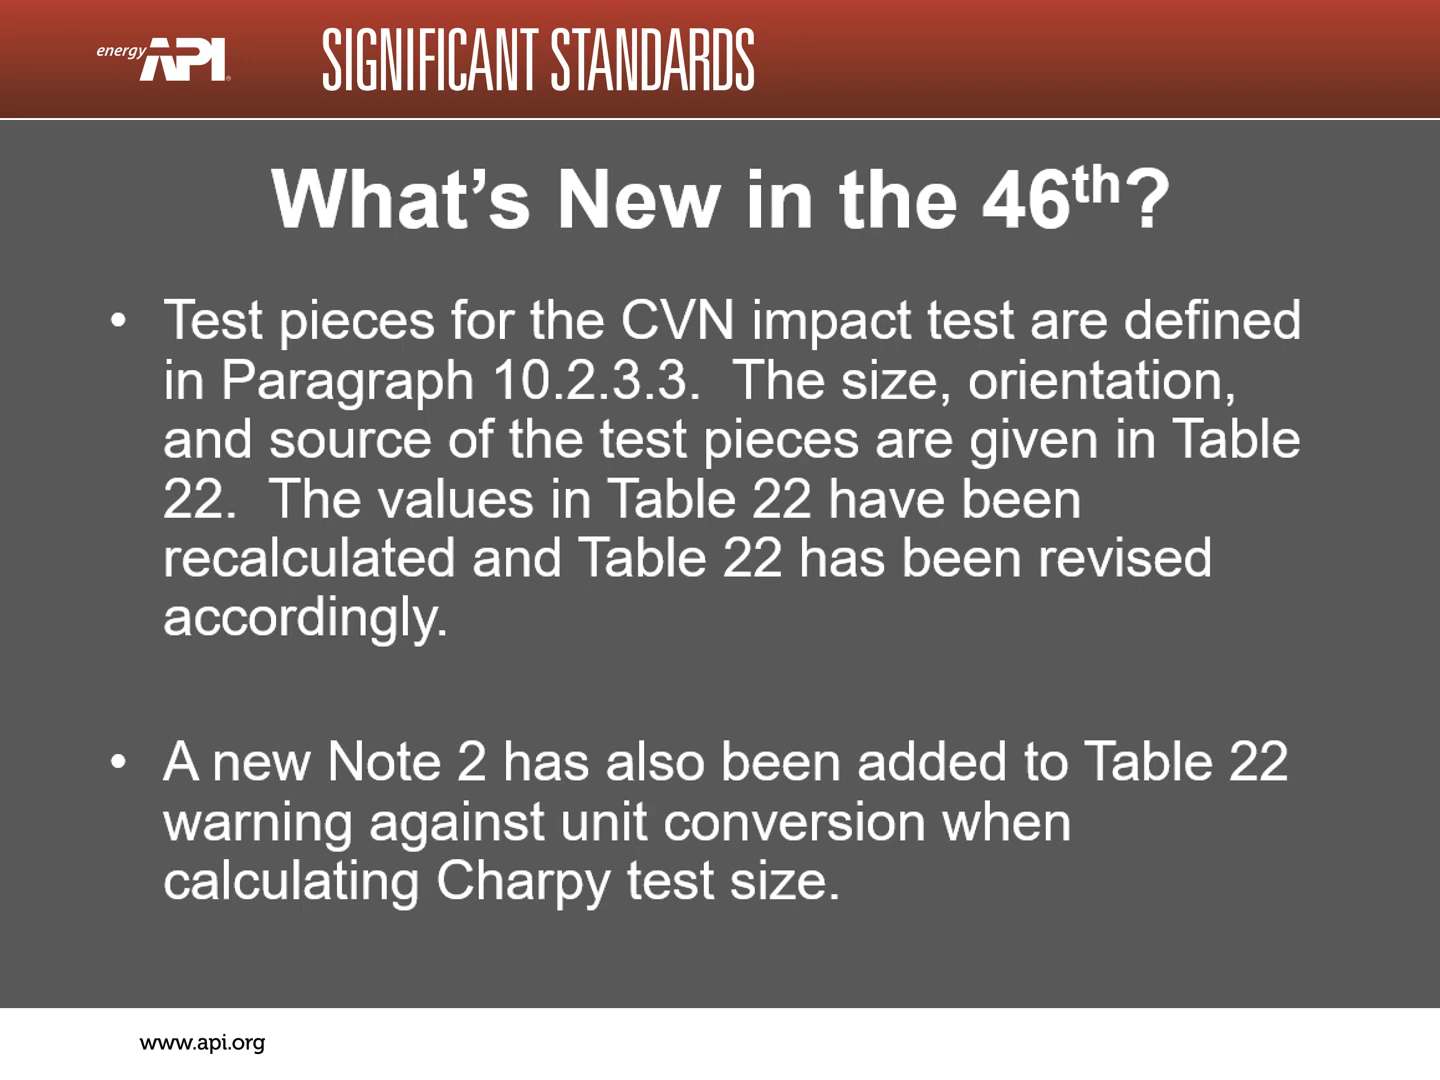 energy API®
SIGNIFICANT STANDARDS
What's New in the 46th?
• Test pieces for the CVN impact test are defined
in Paragraph 10.2.3.3.  The size, orientation,
and source of the test pieces are given in Table
22.  The values in Table 22 have been
recalculated and Table 22 has been revised
accordingly.
• A new Note 2 has also been added to Table 22
warning against unit conversion when
calculating Charpy test size.
www.api.org